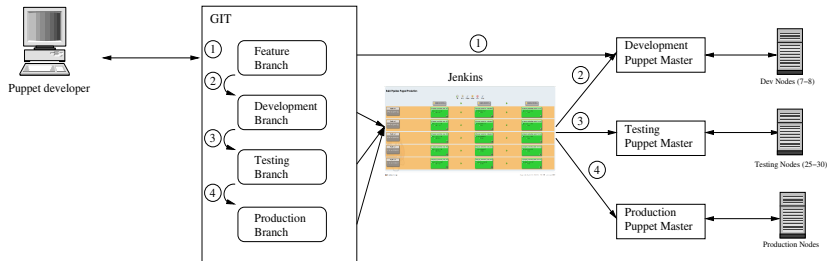 GIT
1
Feature
Branch
2
Development
Branch
3
Testing
Branch
4
Production
Branch
Puppet developer
1
Jenkins
2
3
4
Development
Puppet Master
Testing
Puppet Master
Production
Puppet Master
Dev Nodes (7-8)
Testing Nodes (25-30)
Production Nodes